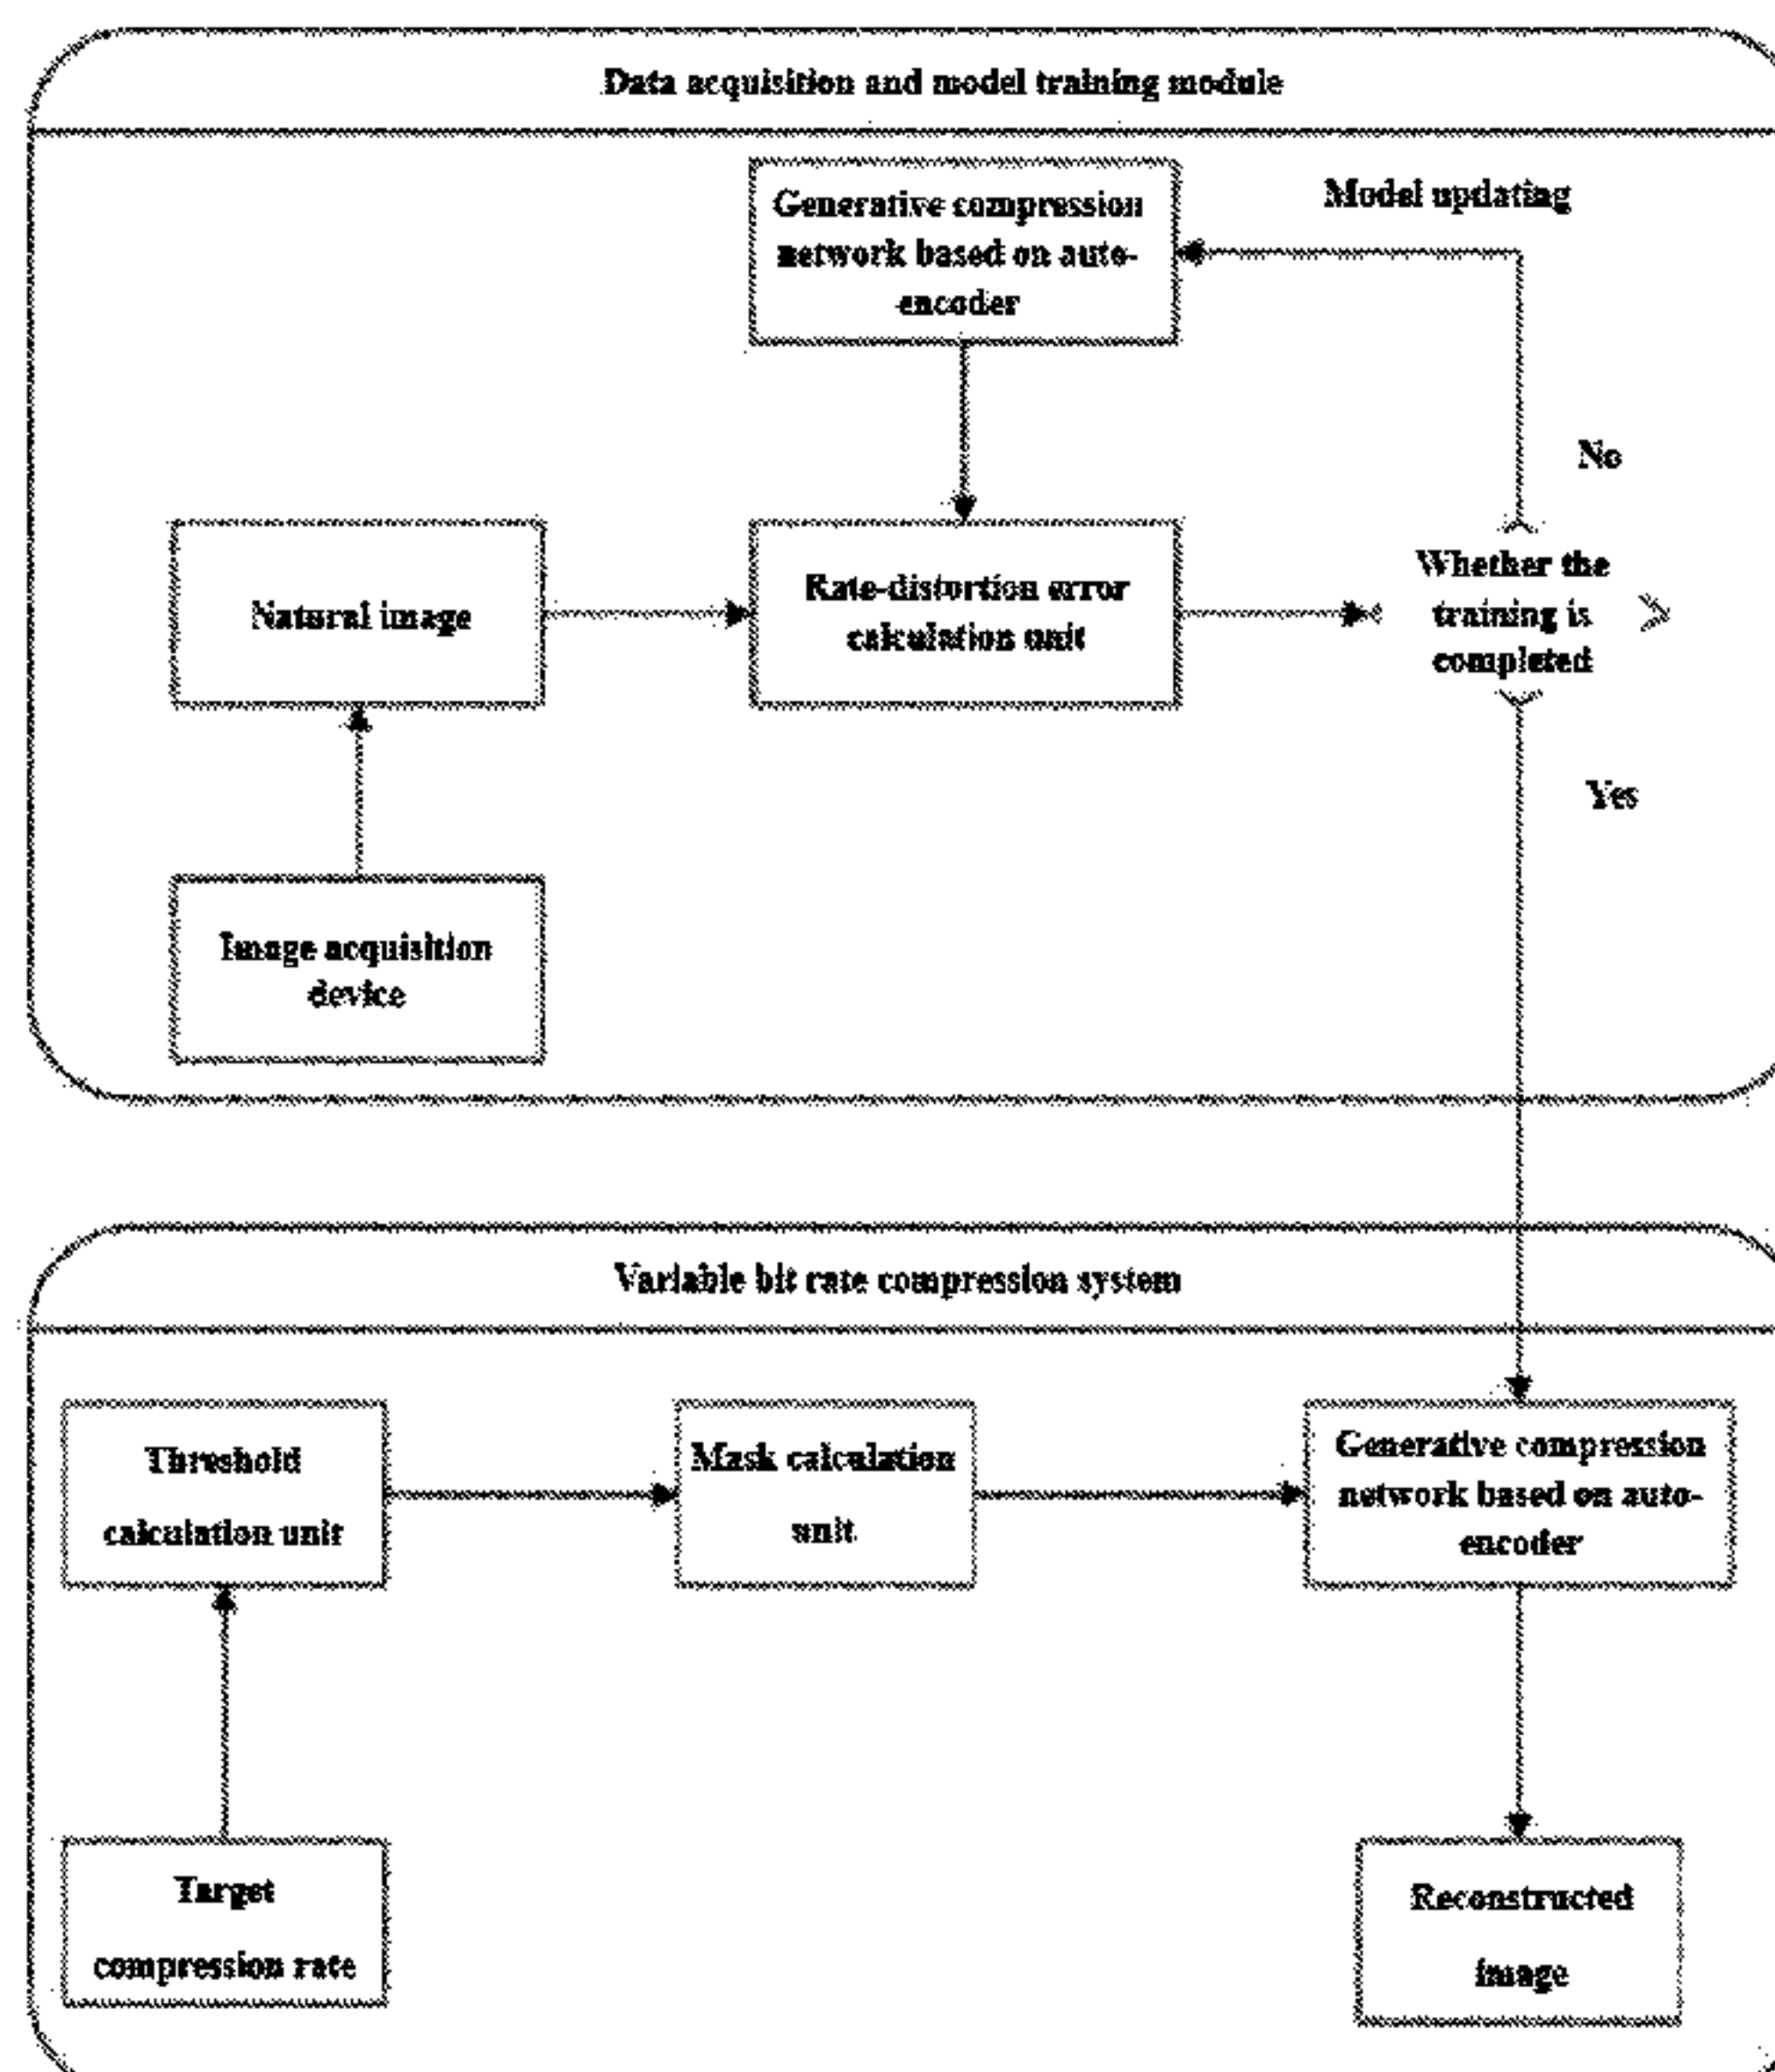 Data acquisition and model training module
Generative compression
network based on auto-
encoder
Model updating
No
Natural image
Rate-distortion error
calculation unit
Whether the
training is
completed
Yes
Image acquisition
device
Variable bit rate compression system
Threshold
calculation unit
Mask calculation
unit
Generative compression
network based on auto-
encoder
Target
compression rate
Reconstructed
image